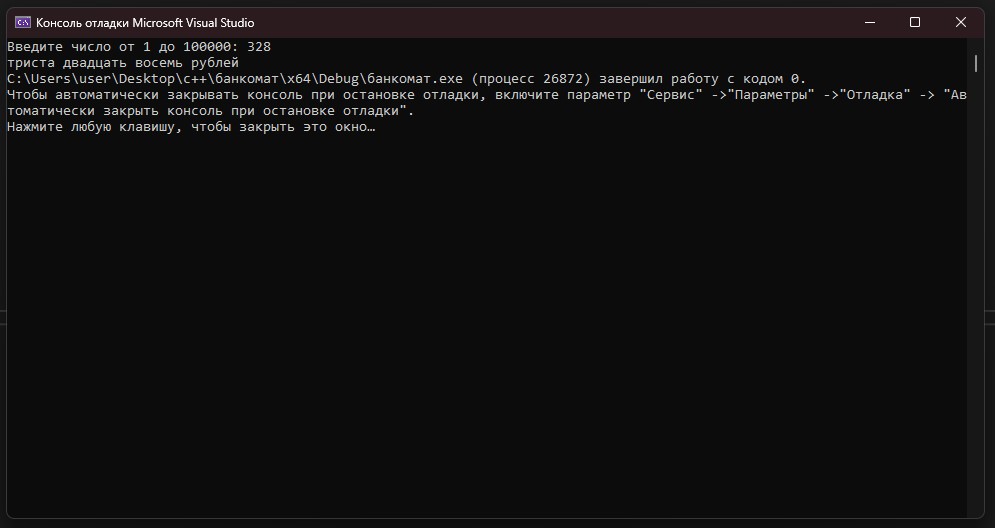 Консоль отладки Microsoft Visual Studio
Введите число от 1 до 100000: 328
триста двадцать восемь рублей
C:\Users\user\Desktop\c++\банкомат\x64\Debug\банкомат.exe (процесс 26872) завершил работу с кодом 0.
Чтобы автоматически закрывать консоль при остановке отладки, включите параметр "Сервис" ->"Параметры" ->"Отладка" -> "Ав
томатически закрыть консоль при остановке отладки".
Нажмите любую клавишу, чтобы закрыть это окно…